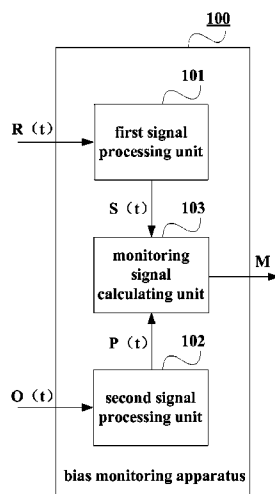 100
101
R (t)
first signal
processing unit
S (t)
103
monitoring
signal
calculating unit
M
P (t)
102
O (t)
second signal
processing unit
bias monitoring apparatus